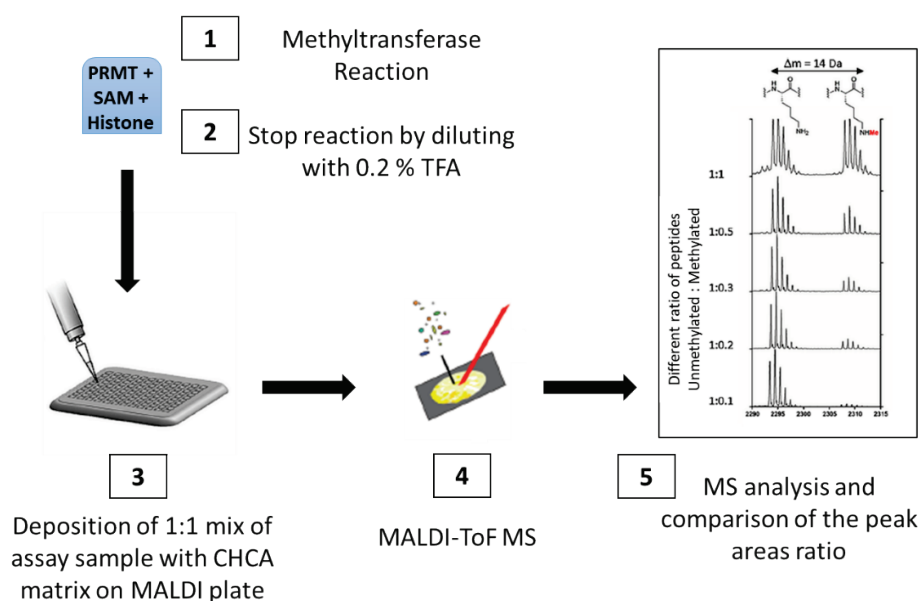 1
Methyltransferase
Reaction
PRMT +
SAM +
Histone
2
Stop reaction by diluting
with 0.2 % TFA
3
Deposition of 1:1 mix of
assay sample with CHCA
matrix on MALDI plate
4
MALDI-ToF MS
5
MS analysis and
comparison of the peak
areas ratio
Δm = 14 Da
H
N
O
NH₂
H
N
O
NHMe
Different ratio of peptides
Unmethylated : Methylated
1:1
1:0.5
1:0.3
1:0.2
1:0.1
2290 2295 2300 2305 2310 2315